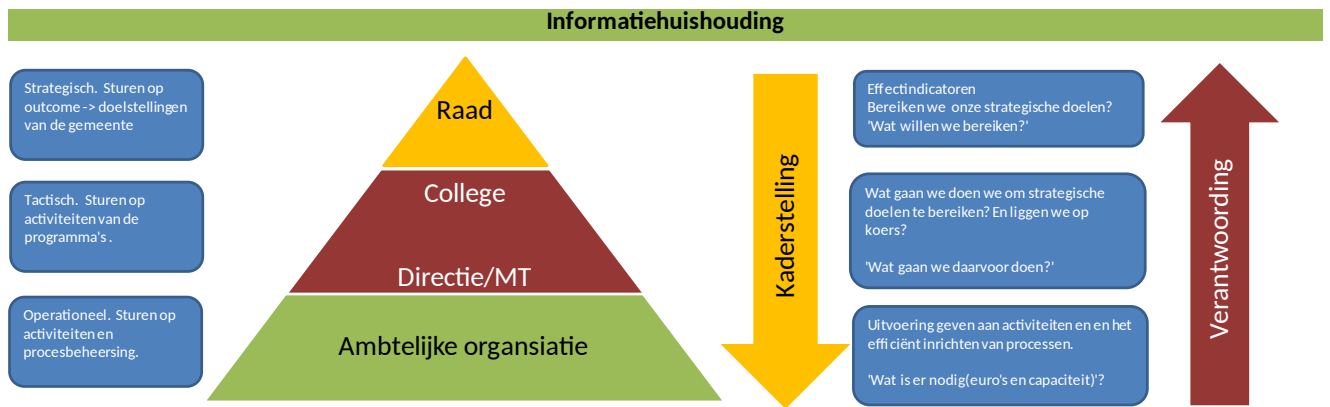 Informatiehuishouding
Strategisch. Sturen op
outcome -> doelstellingen
van de gemeente
Tactisch. Sturen op
activiteiten van de
programma's .
Operationeel. Sturen op
activiteiten en
procesbeheersing.
Raad
College
Directie/MT
Ambtelijke organsiatie
Kaderstelling
Effectindicatoren
Bereiken we onze strategische doelen?
'Wat willen we bereiken?'
Wat gaan we doen we om strategische
doelen te bereiken? En liggen we op
koers?
'Wat gaan we daarvoor doen?'
Uitvoering geven aan activiteiten en en het
efficiënt inrichten van processen.
'Wat is er nodig(euro's en capaciteit)'?
Verantwoording